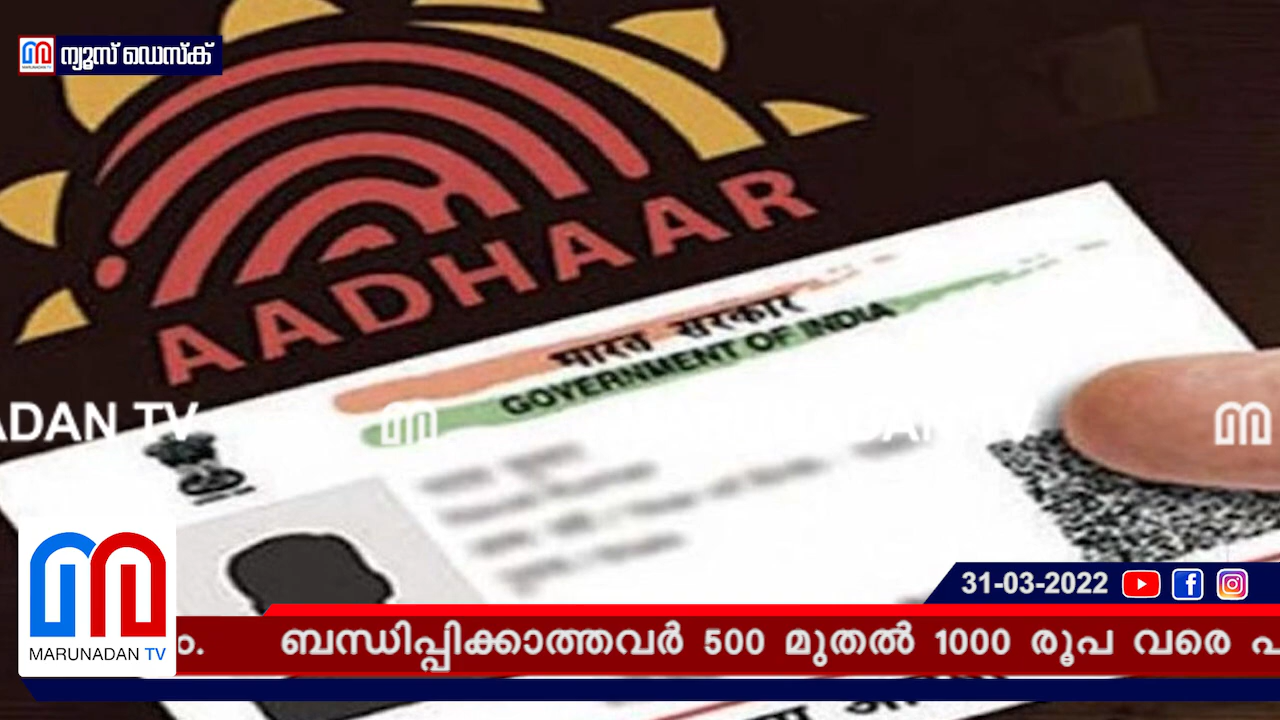 ന്യൂസ് ഡെസ്ക്
AADHAAR
भारत सरकार
GOVERNMENT OF INDIA
ADAN TV
31-03-2022
ബന്ധിപ്പിക്കാത്തവർ 500 മുതൽ 1000 രൂപ വരെ
MARUNADAN TV